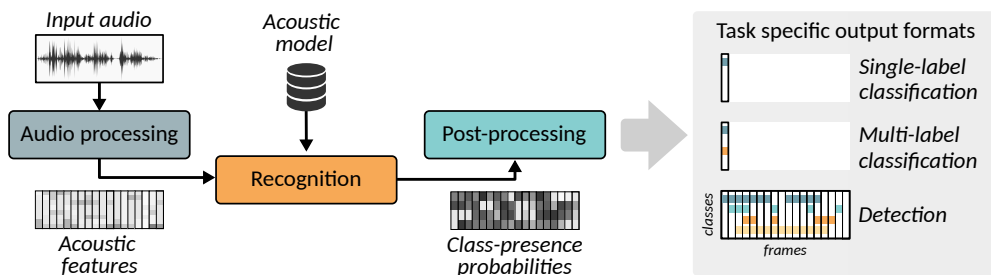 Input audio
Audio processing
Acoustic
features
Acoustic
model
Recognition
Post-processing
Class-presence
probabilities
Task specific output formats
Single-label
classification
Multi-label
classification
Detection
classes
frames